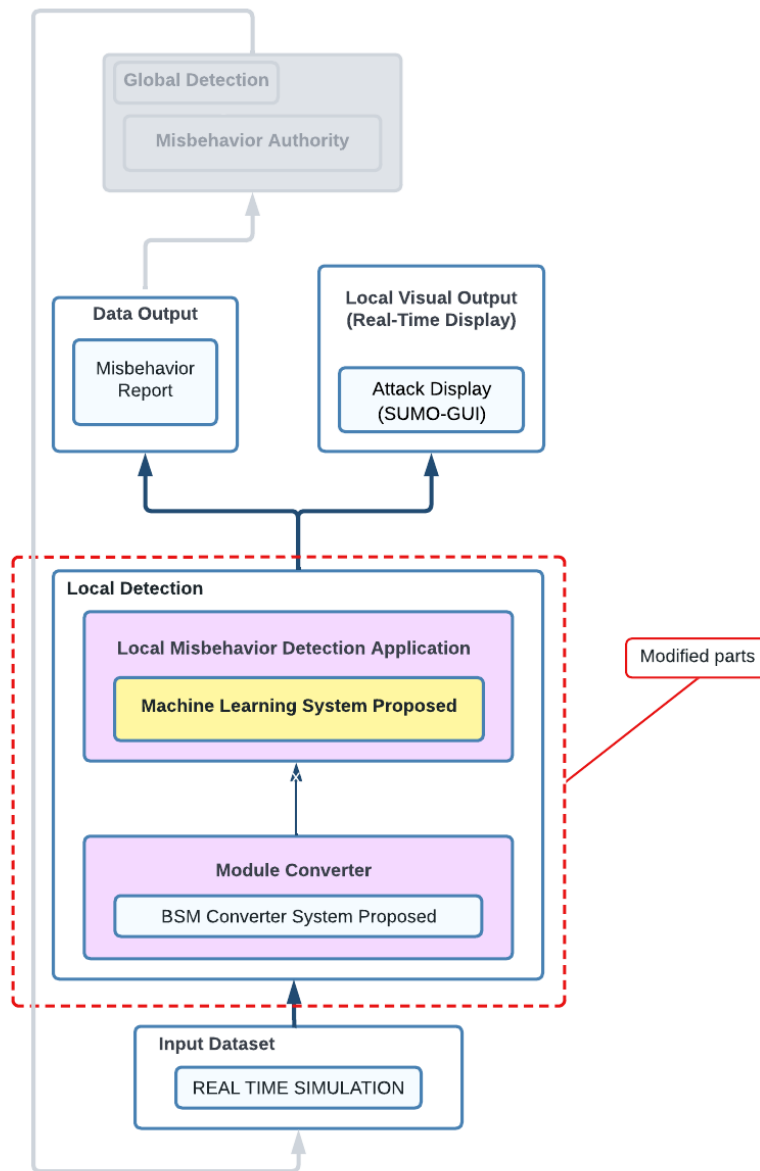 Global Detection
Misbehavior Authority
Data Output
Misbehavior
Report
Local Visual Output
(Real-Time Display)
Attack Display
(SUMO-GUI)
Local Detection
Local Misbehavior Detection Application
Machine Learning System Proposed
Modified parts
Module Converter
BSM Converter System Proposed
Input Dataset
REAL TIME SIMULATION